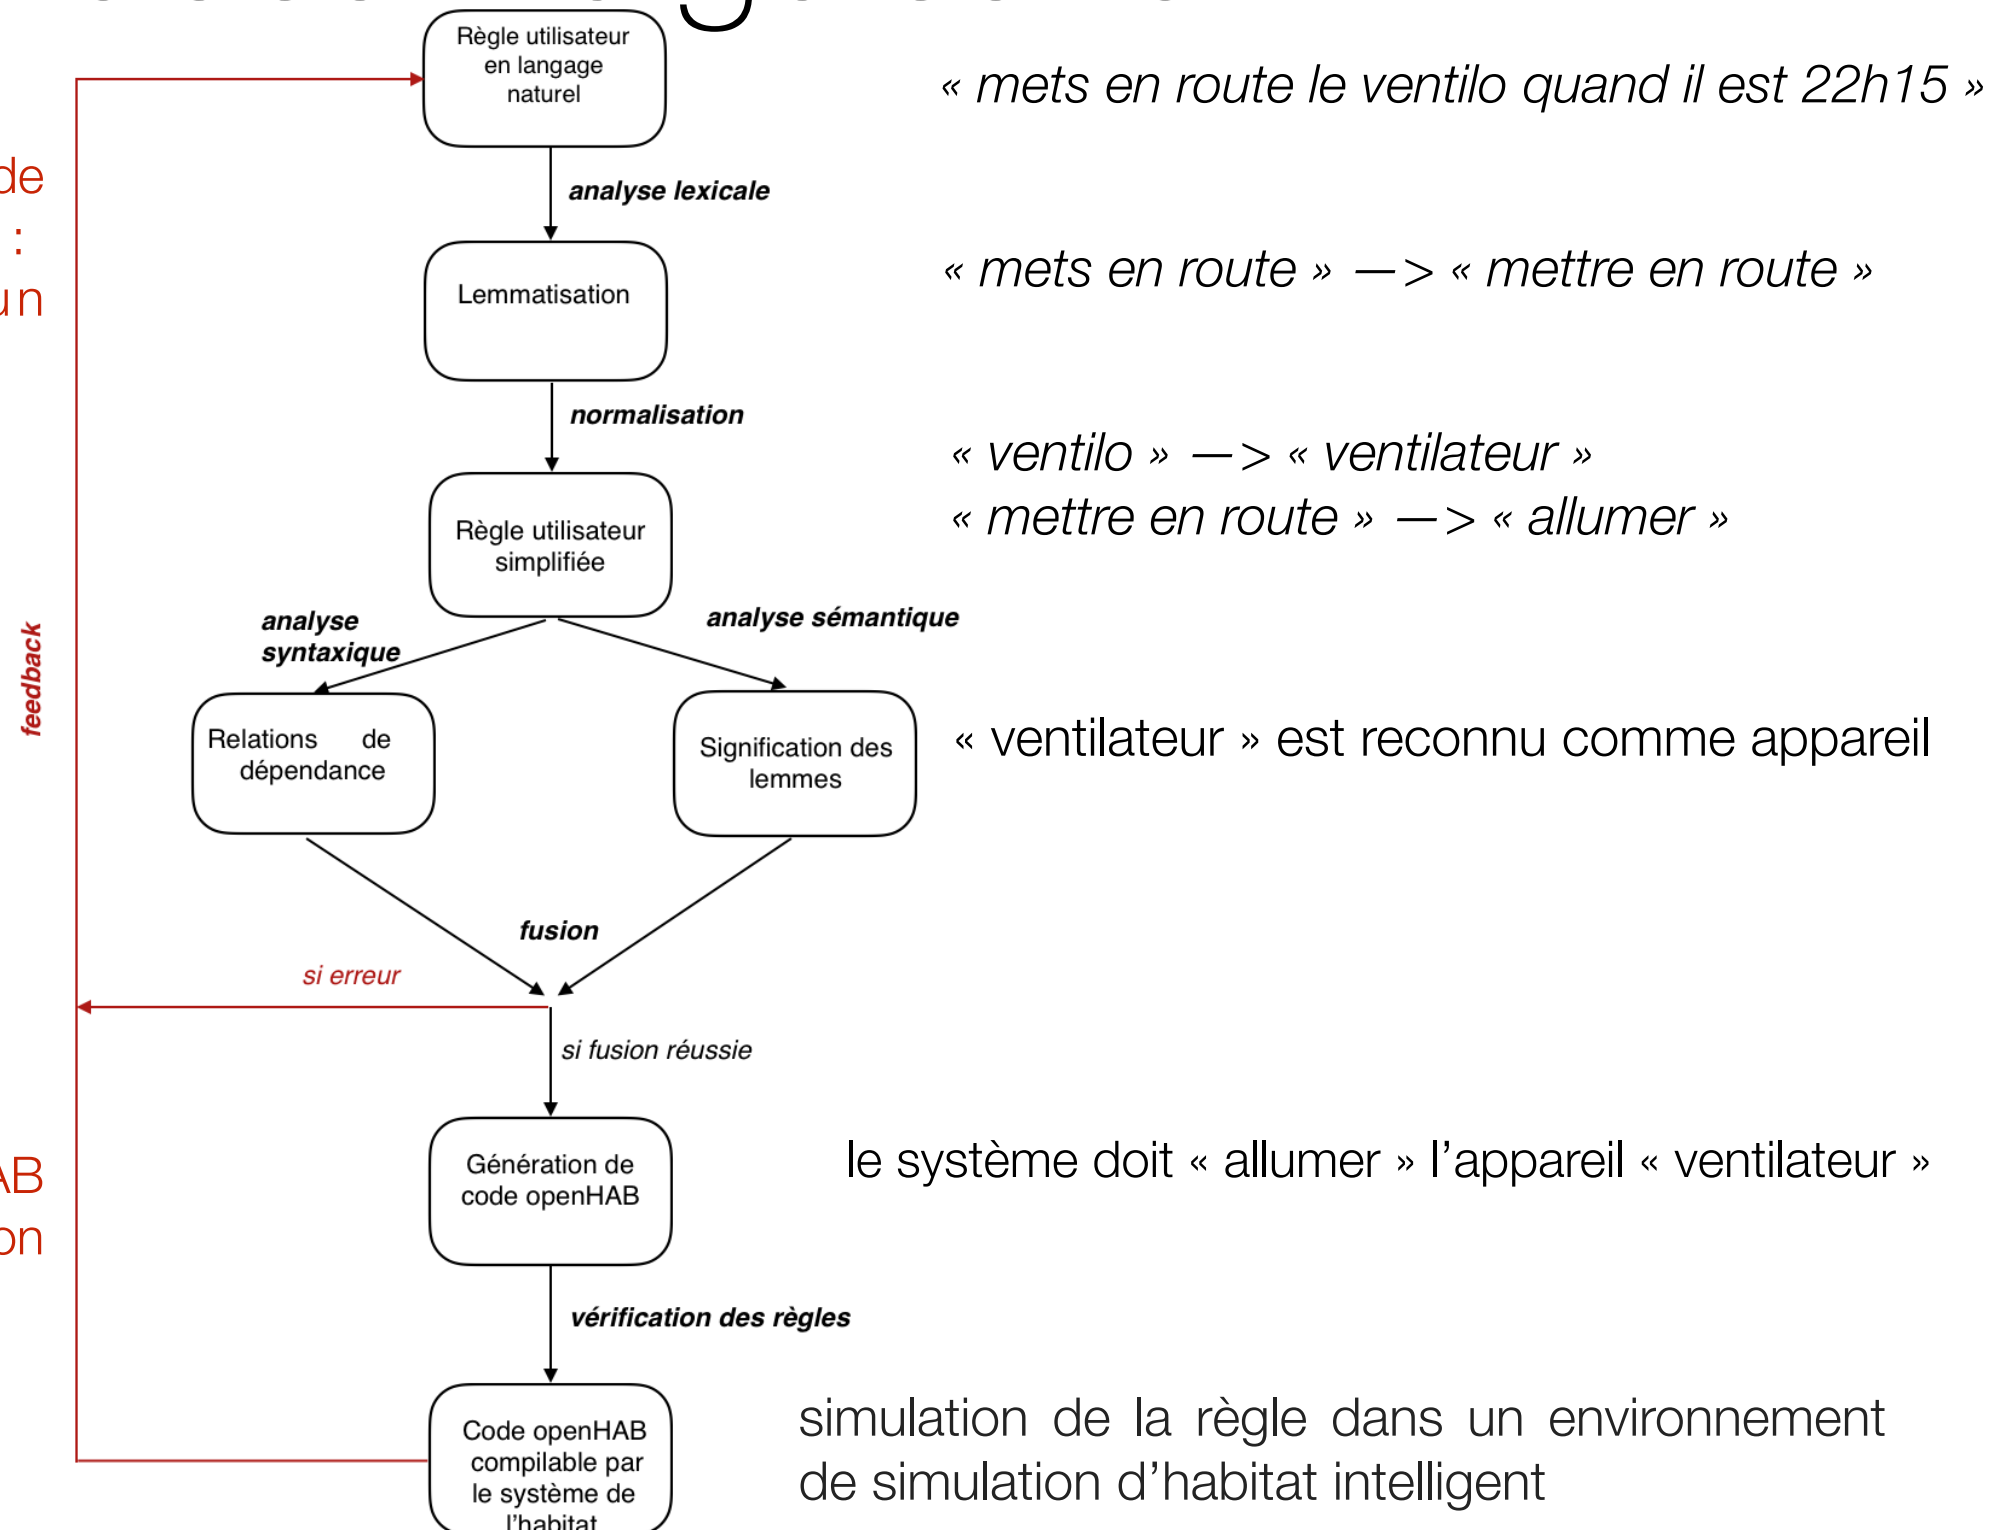 Règle utilisateur
en langage
naturel
« mets en route le ventilo quand il est 22h15 »
de
:
un
analyse lexicale
Lemmatisation
« mets en route » —> « mettre en route »
normalisation
« ventilo » —> « ventilateur »
« mettre en route » —> « allumer »
Règle utilisateur
simplifiée
analyse
syntaxique
analyse sémantique
feedback
Relations de
dépendance
Signification des
lemmes
« ventilateur » est reconnu comme appareil
fusion
si erreur
si fusion réussie
AB
on
Génération de
code openHAB
le système doit « allumer » l’appareil « ventilateur »
vérification des règles
Code openHAB
compilable par
le système de
l'habitat
simulation de la règle dans un environnement
de simulation d’habitat intelligent